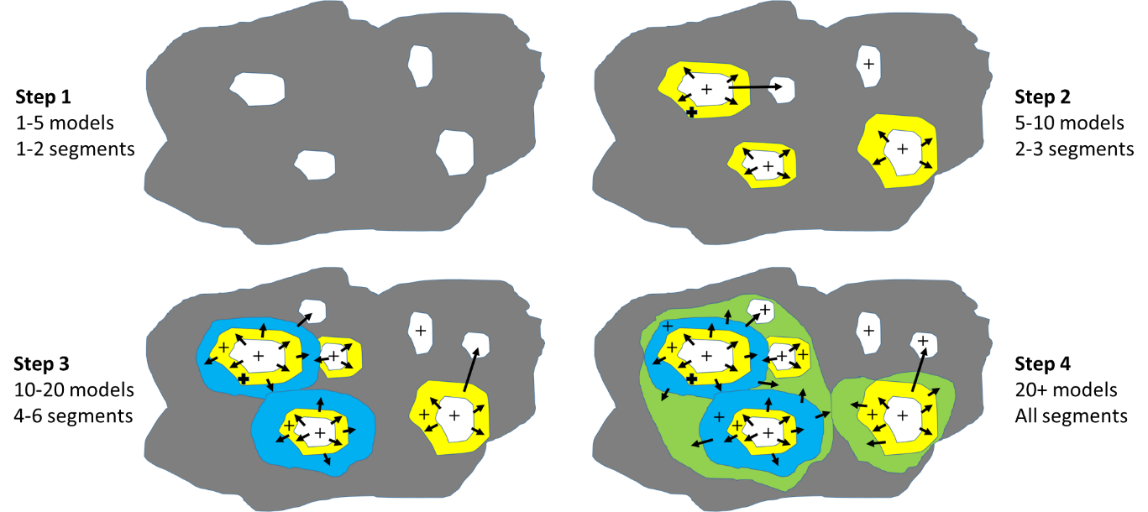 Step 1
1-5 models
1-2 segments
Step 2
5-10 models
2-3 segments
Step 3
10-20 models
4-6 segments
Step 4
20+ models
All segments